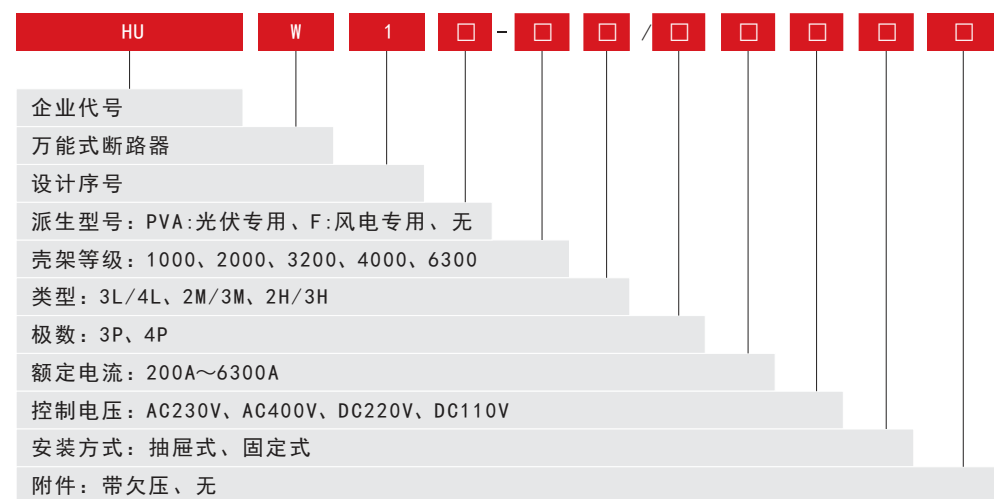 HU W 1 □-□ □/□ □ □ □ □
企业代号
万能式断路器
设计序号
派生型号：PVA:光伏专用、F:风电专用、无
壳架等级：1000、2000、3200、4000、6300
类型：3L/4L、2M/3M、2H/3H
极数：3P、4P
额定电流：200A～6300A
控制电压：AC230V、AC400V、DC220V、DC110V
安装方式：抽屉式、固定式
附件：带欠压、无